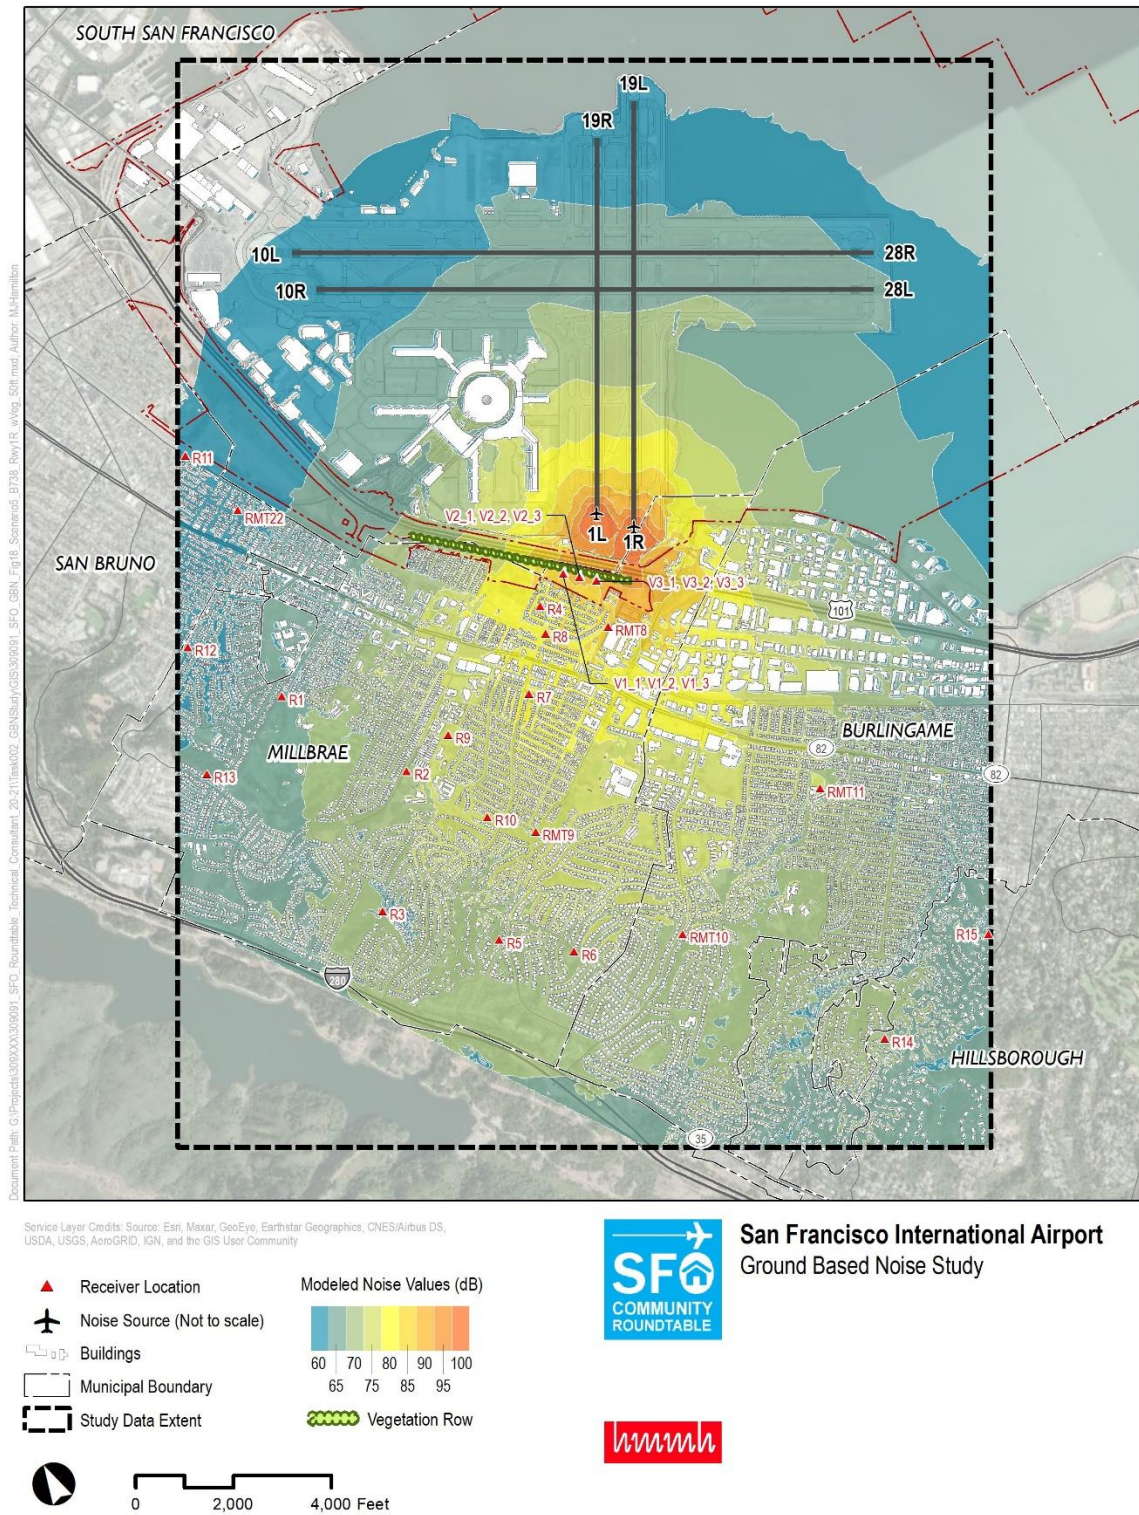 SOUTH SAN FRANCISCO
19L
19R
10L
28R
10R
28L
R11
V2_1, V2_2, V2_3
1L
1R
RMT22
SAN BRUNO
V3_1, V3_2, V3_3
101
R4
R8
RMT8
R12
V1_1, V1_2, V1_3
R1
R7
BURLINGAME
MILLBRAE
R9
82
R2
82
R13
RMT11
R10
RMT9
R3
R5
RMT10
R15
R6
280
R14
HILLSBOROUGH
35
Service Layer Credits: Source: Esri, Maxar, GeoEye, Earthstar Geographics, CNES/Airbus DS,
USDA, USGS, AeroGRID, IGN, and the GIS User Community
San Francisco International Airport
Ground Based Noise Study
SFO
COMMUNITY
ROUNDTABLE
Receiver Location
Modeled Noise Values (dB)
Noise Source (Not to scale)
Buildings
60 70 80 90 100
65 75 85 95
Municipal Boundary
Study Data Extent
Vegetation Row
hmmh
0 2,000 4,000 Feet